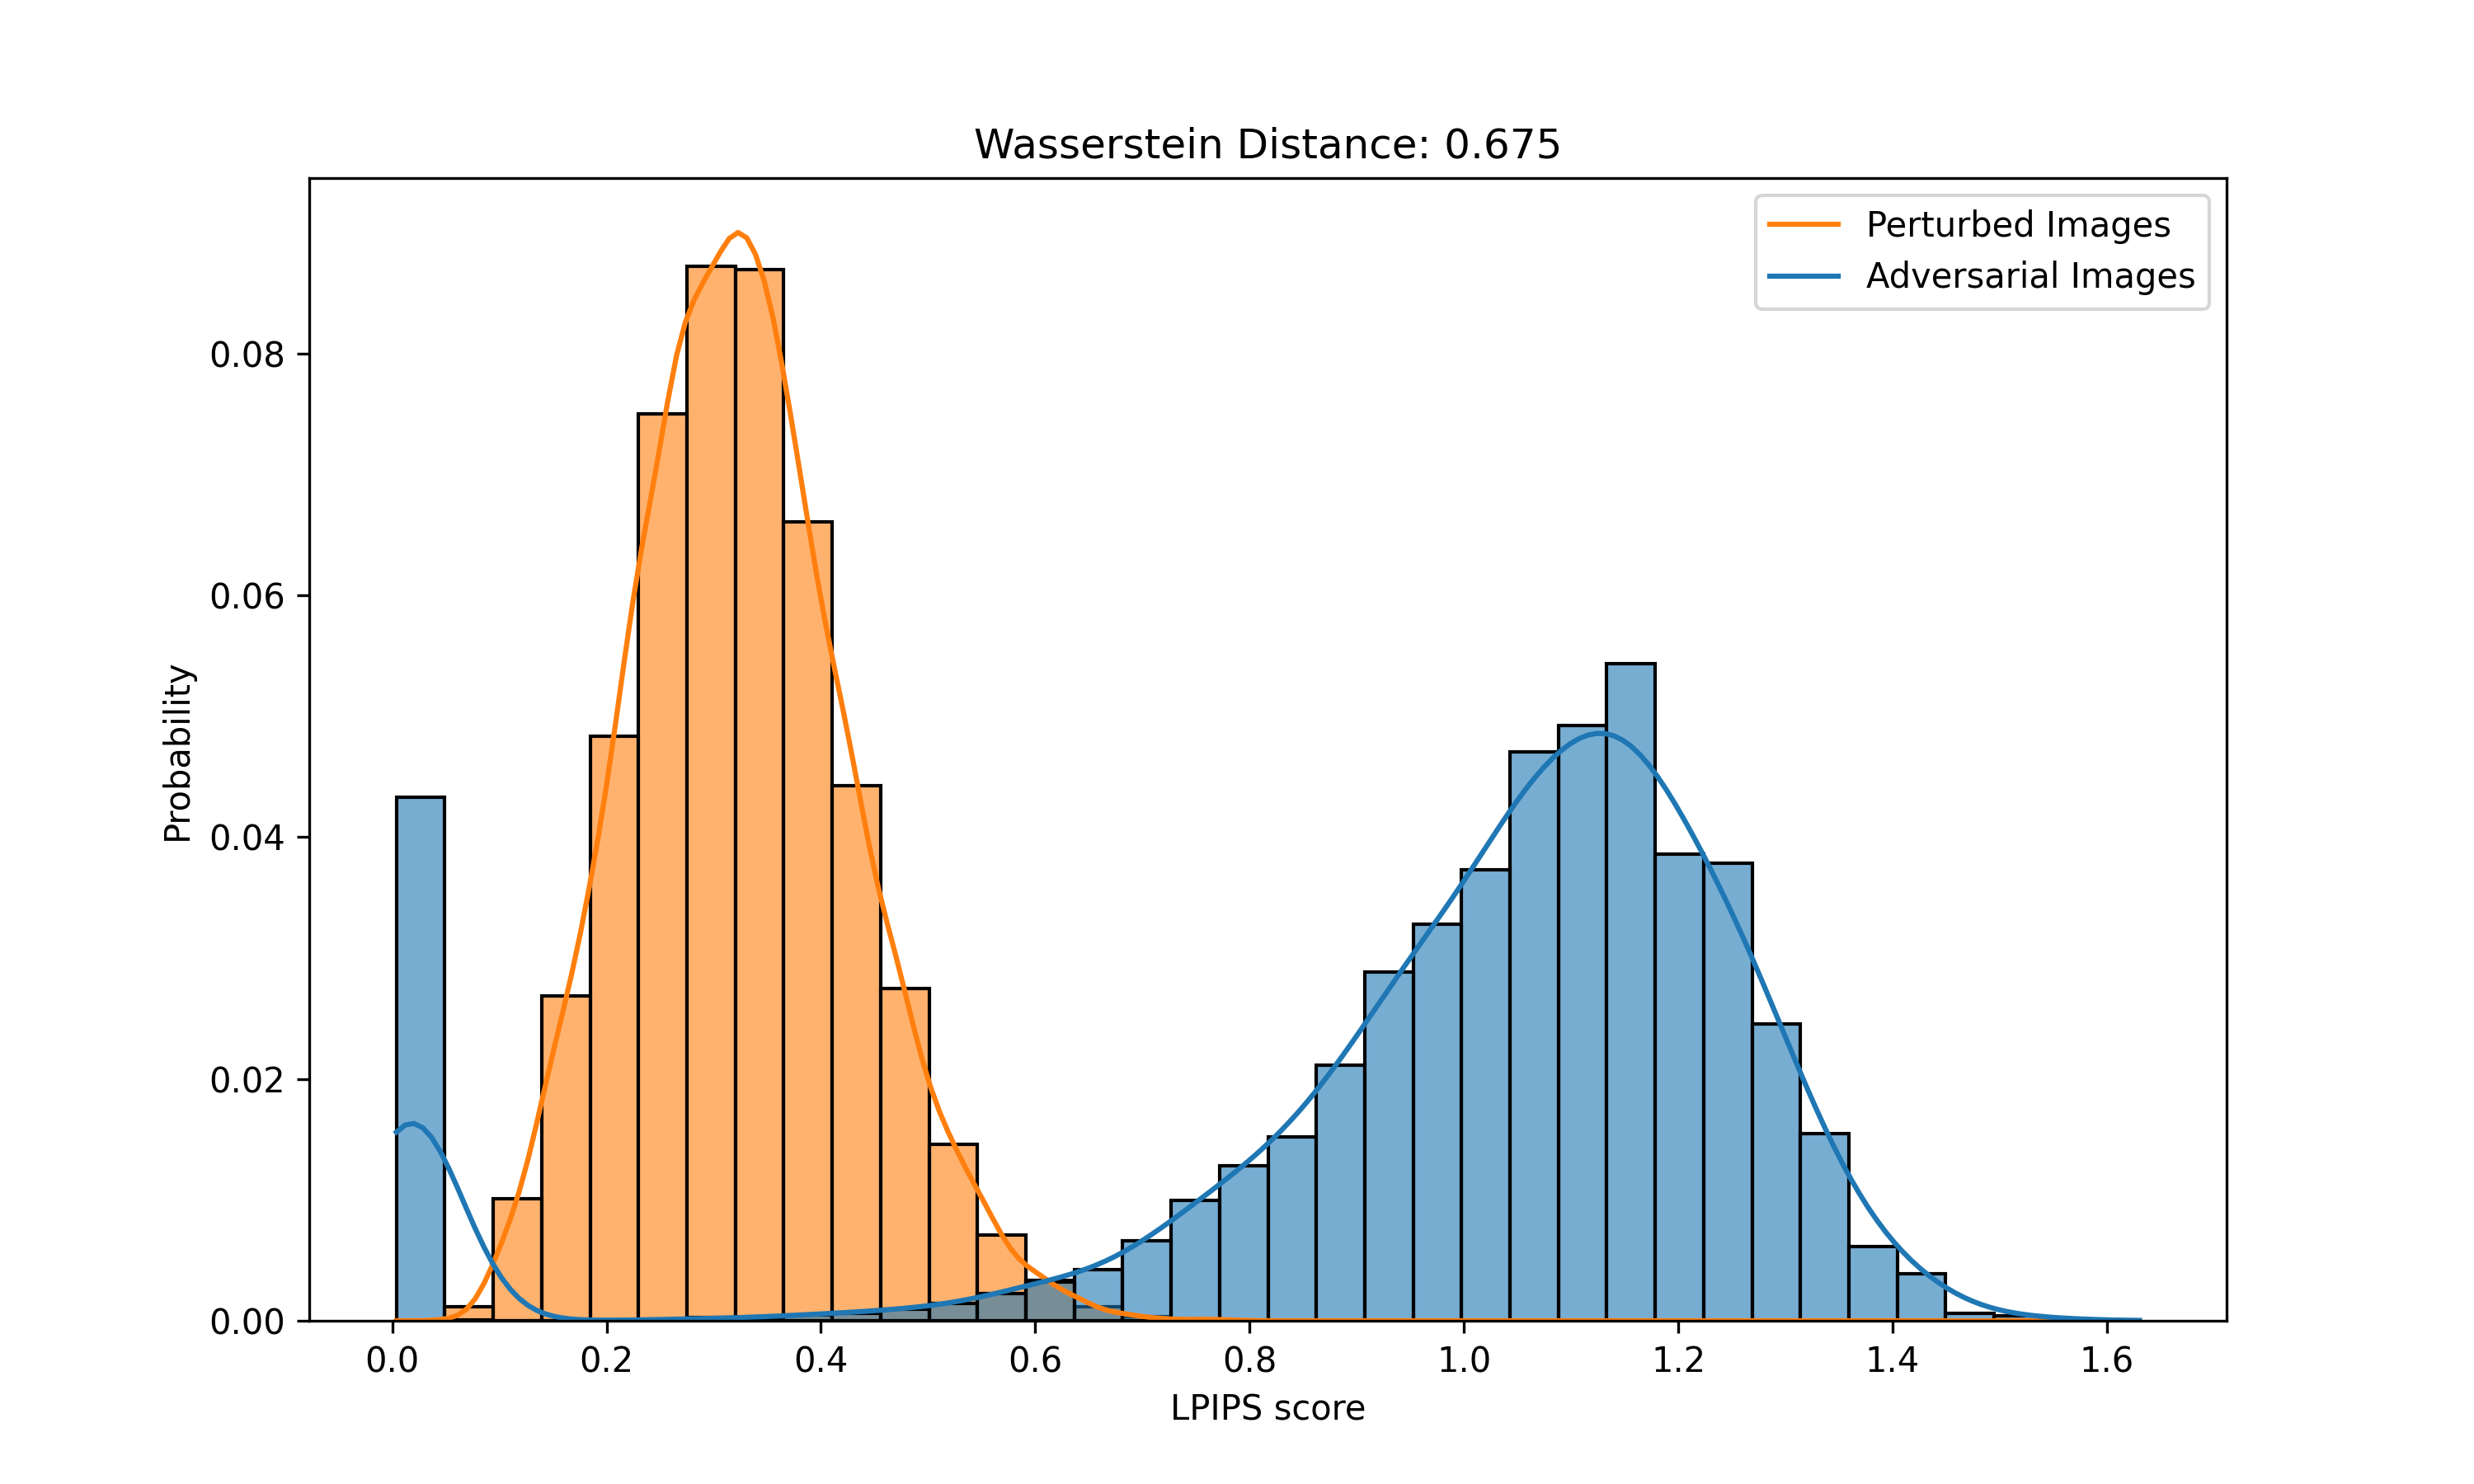 Wasserstein Distance: 0.675
Perturbed Images
Adversarial Images
Probability
0.08
0.06
0.04
0.02
0.00
0.0 0.2 0.4 0.6 0.8 1.0 1.2 1.4 1.6
LPIPS score